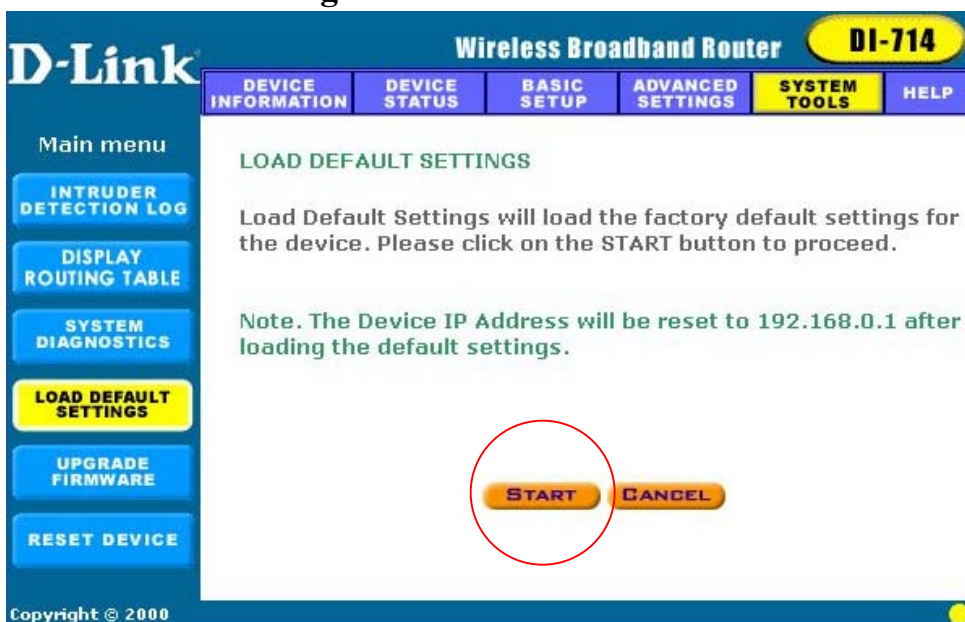 D-Link
Wireless Broadband Router
DI-714
DEVICE INFORMATION
DEVICE STATUS
BASIC SETUP
ADVANCED SETTINGS
SYSTEM TOOLS
HELP
Main menu
INTRUDER
DETECTION LOG
DISPLAY
ROUTING TABLE
SYSTEM
DIAGNOSTICS
LOAD DEFAULT
SETTINGS
UPGRADE
FIRMWARE
RESET DEVICE
LOAD DEFAULT SETTINGS
Load Default Settings will load the factory default settings for
the device. Please click on the START button to proceed.
Note. The Device IP Address will be reset to 192.168.0.1 after
loading the default settings.
START
CANCEL
Copyright © 2000